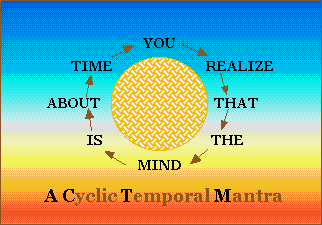 YOU
REALIZE
THAT
THE
MIND
IS
ABOUT
TIME
A Cyclic Temporal Mantra